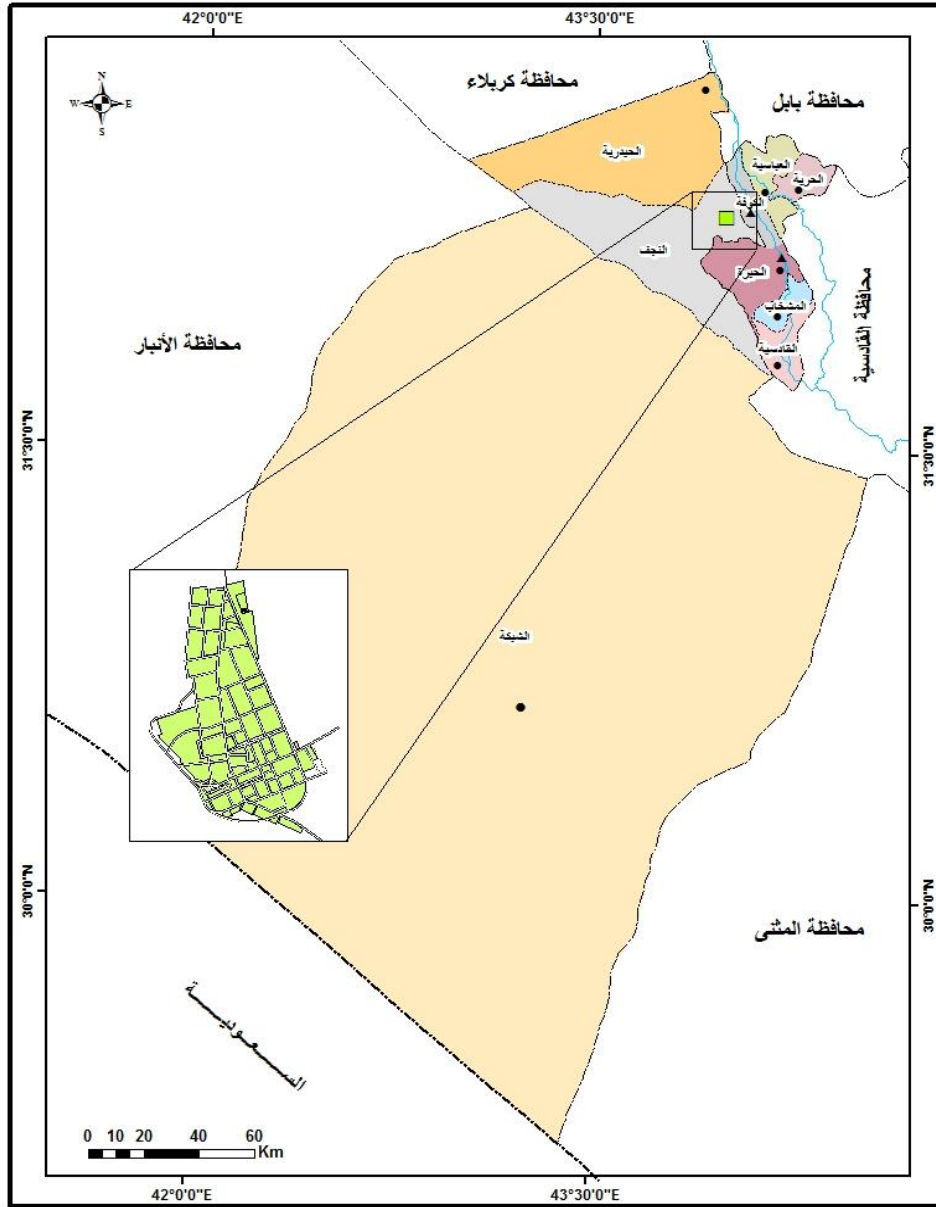 42°0'0"E
43°30'0"E
N
W E
S
محافظة كربلاء
محافظة بابل
الحيدرية
العباسية
الحرية
الكوفة
النجف
الحيرة
محافظة القادسية
المشخاب
محافظة الأنبار
القادسية
31°30'0"N
31°30'0"N
الشبكة
30°0'0"N
30°0'0"N
محافظة المثنى
الســعــوديــــة
0 10 20 40 60
Km
42°0'0"E
43°30'0"E